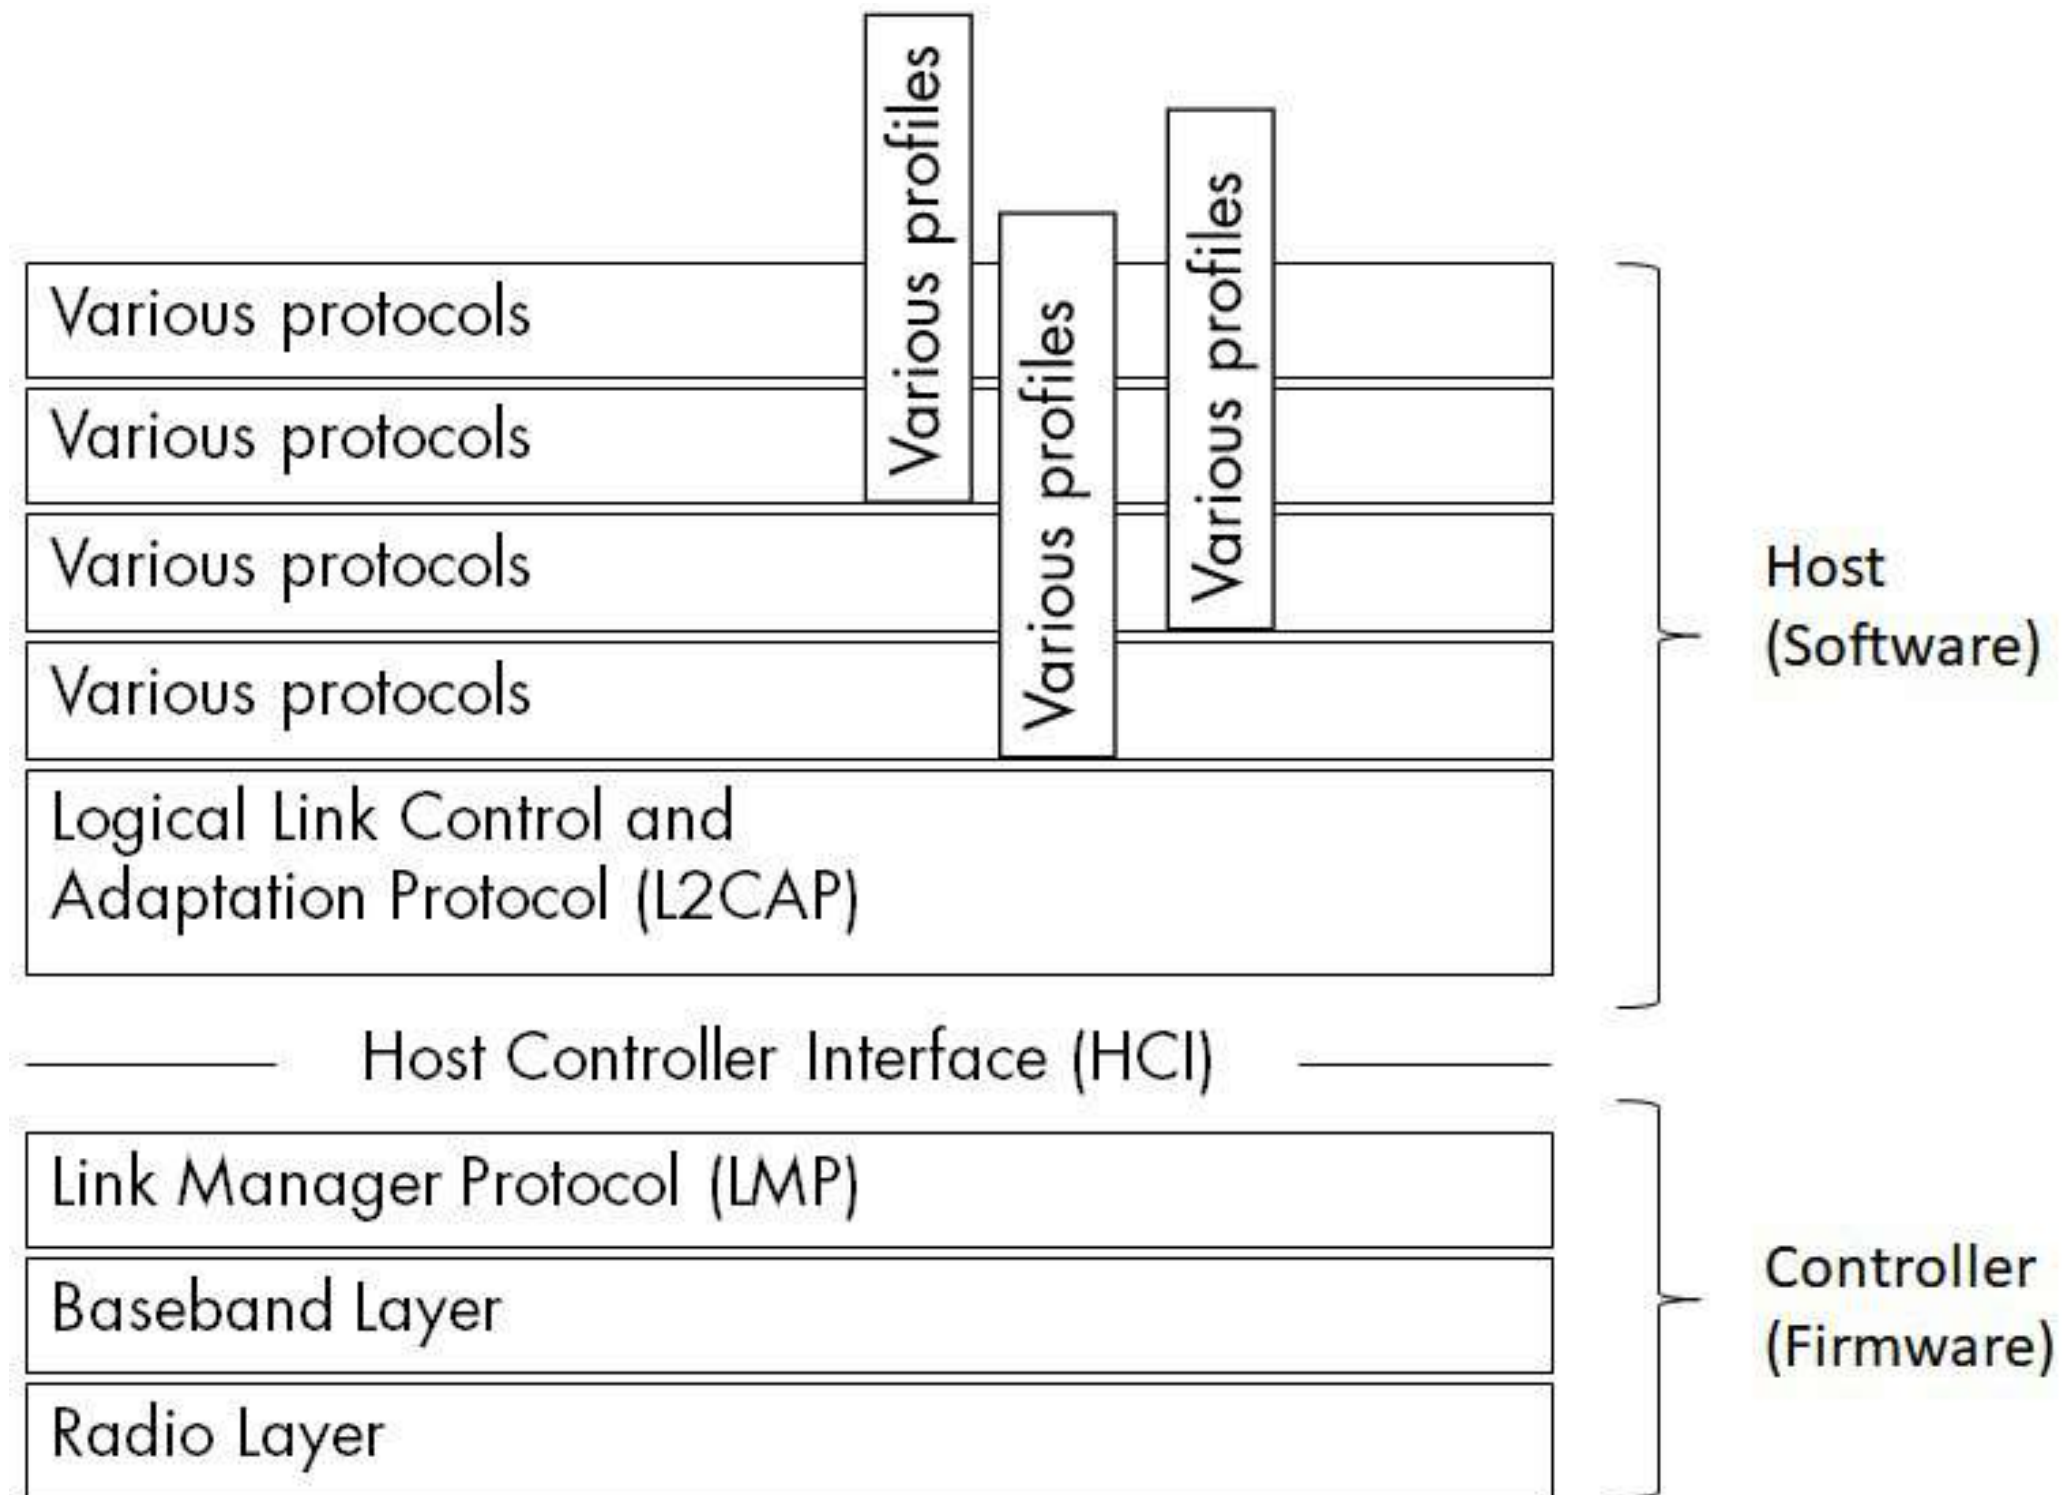 Various profiles
Various profiles
Various profiles
Various protocols
Various protocols
Various protocols
Various protocols
Logical Link Control and
Adaptation Protocol (L2CAP)
Host
(Software)
Host Controller Interface (HCI)
Link Manager Protocol (LMP)
Baseband Layer
Radio Layer
Controller
(Firmware)